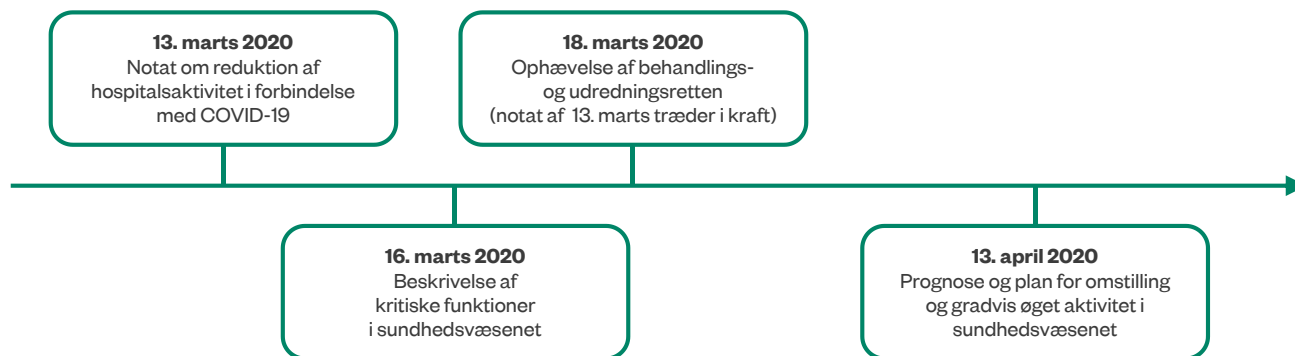 13. marts 2020
Notat om reduktion af
hospitalsaktivitet i forbindelse
med COVID-19
18. marts 2020
Ophævelse af behandlings-
og udredningsretten
(notat af 13. marts træder i kraft)
16. marts 2020
Beskrivelse af
kritiske funktioner
i sundhedsvæsenet
13. april 2020
Prognose og plan for omstilling
og gradvis øget aktivitet i
sundhedsvæsenet